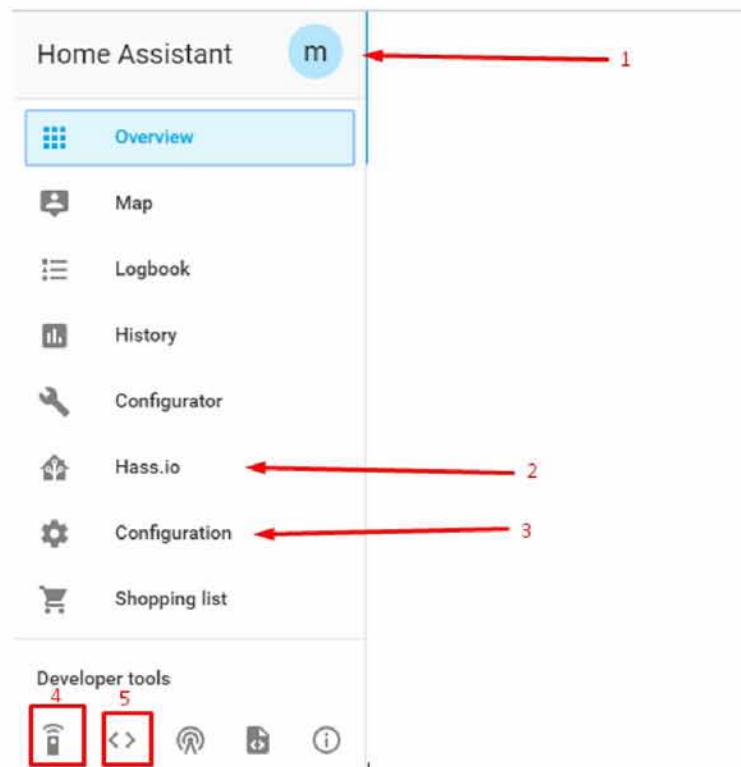 Home Assistant m 1
Overview
Map
Logbook
History
Configurator
Hass.io 2
Configuration 3
Shopping list
Developer tools
4 5